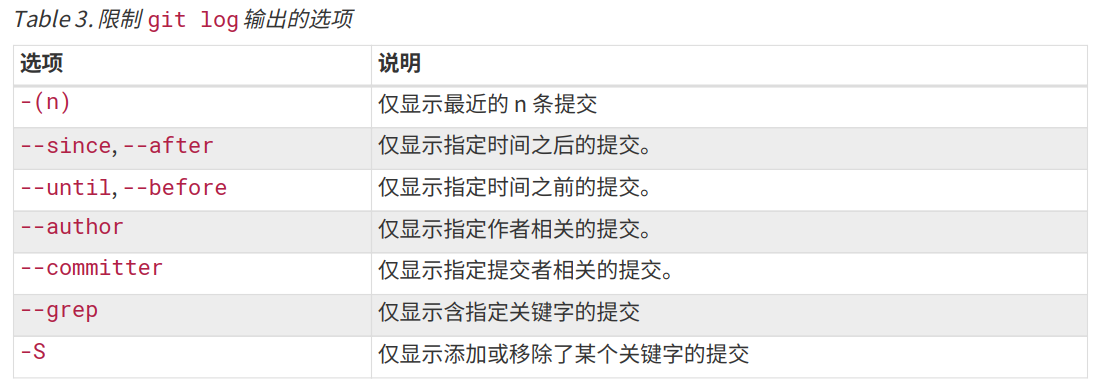 Table 3. 限制 git log 输出的选项
选项 说明
-(n) 仅显示最近的 n 条提交
--since, --after 仅显示指定时间之后的提交。
--until, --before 仅显示指定时间之前的提交。
--author 仅显示指定作者相关的提交。
--committer 仅显示指定提交者相关的提交。
--grep 仅显示含指定关键字的提交
-S 仅显示添加或移除了某个关键字的提交